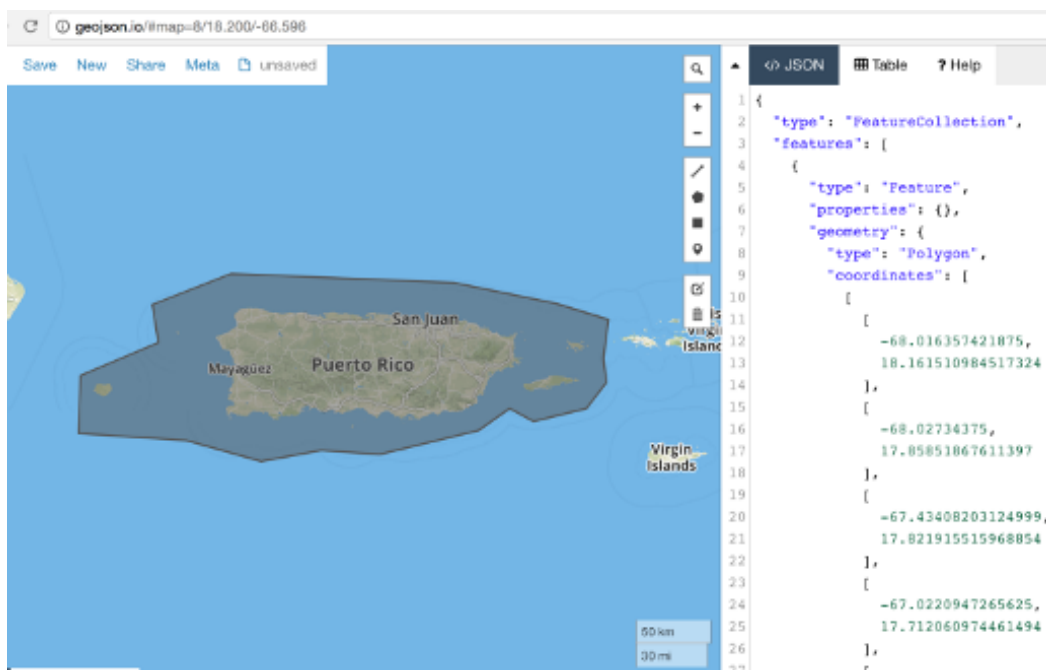 geojson.io/#map=8/18.200/-66.596
Save New Share Meta unsaved
</> JSON Table ? Help
+
−
San Juan
Mayagüez
Puerto Rico
Virgin
Islands
50 km
30 mi
1 {
2 "type": "FeatureCollection",
3 "features": [
4 {
5 "type": "Feature",
6 "properties": {},
7 "geometry": {
8 "type": "Polygon",
9 "coordinates": [
10 [
11 [
12 -68.016357421875,
13 18.161510984517324
14 ],
15 [
16 -68.02734375,
17 17.85851867611397
18 ],
19 [
20 -67.43408203124999,
21 17.821915515968854
22 ],
23 [
24 -67.0220947265625,
25 17.712060974461494
26 ],